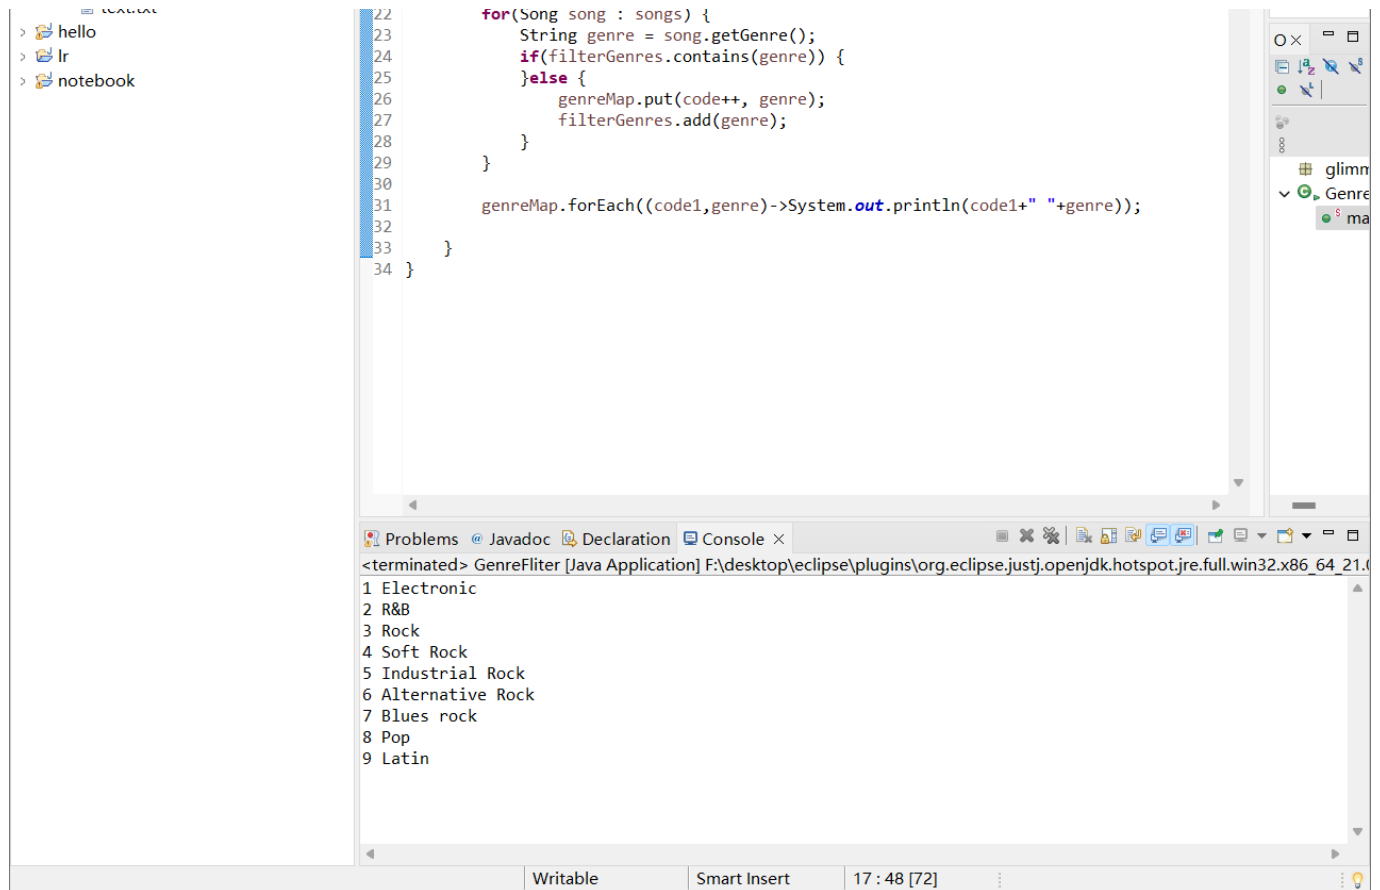 hello
lr
notebook
22 for(Song song : songs) {
23 String genre = song.getGenre();
24 if(filterGenres.contains(genre)) {
25 }else {
26 genreMap.put(code++, genre);
27 filterGenres.add(genre);
28 }
29 }
30
31 genreMap.forEach((code1,genre)->System.out.println(code1+" "+genre));
32
33 }
34 }
glimm
Genre
ma
Problems @ Javadoc Declaration Console
<terminated> GenreFliter [Java Application] F:\desktop\eclipse\plugins\org.eclipse.justj.openjdk.hotspot.jre.full.win32.x86_64_21.
1 Electronic
2 R&B
3 Rock
4 Soft Rock
5 Industrial Rock
6 Alternative Rock
7 Blues rock
8 Pop
9 Latin
Writable Smart Insert 17 : 48 [72]